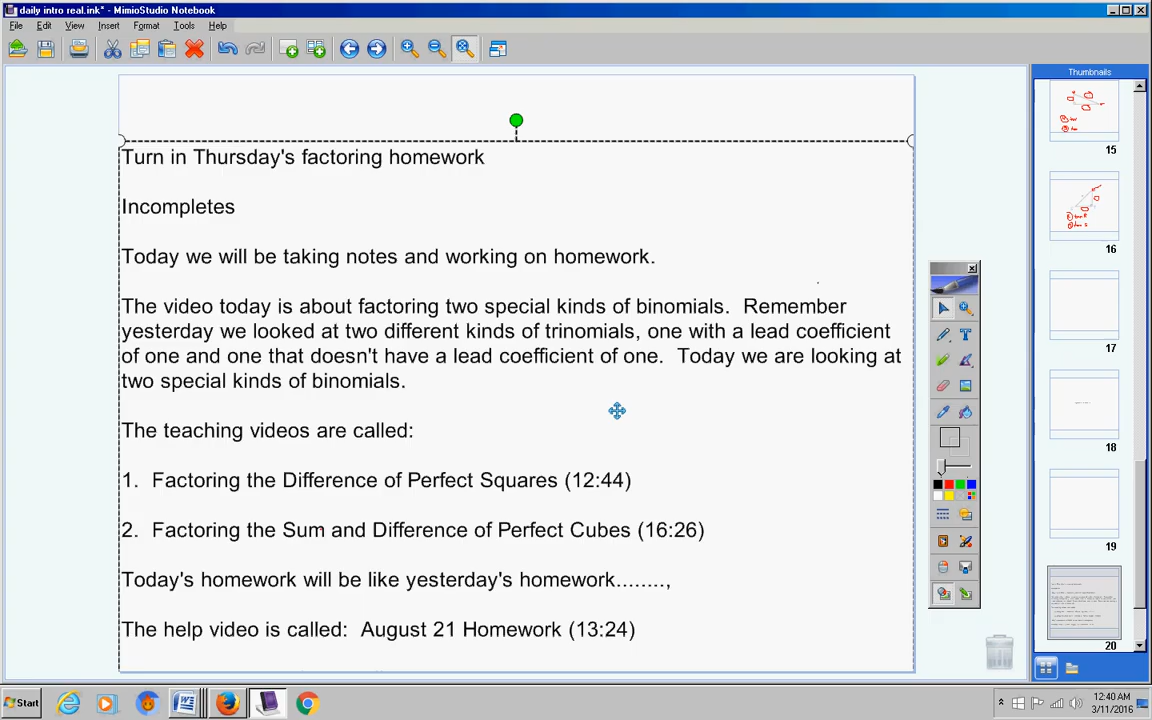 daily intro real.ink* - MimioStudio Notebook
File Edit View Insert Format Tools Help
Thumbnails
Turn in Thursday's factoring homework
Incompletes
Today we will be taking notes and working on homework.
The video today is about factoring two special kinds of binomials.  Remember
yesterday we looked at two different kinds of trinomials, one with a lead coefficient
of one and one that doesn't have a lead coefficient of one.  Today we are looking at
two special kinds of binomials.
The teaching videos are called:
1.  Factoring the Difference of Perfect Squares (12:44)
2.  Factoring the Sum and Difference of Perfect Cubes (16:26)
Today's homework will be like yesterday's homework........,
The help video is called:  August 21 Homework (13:24)
15
16
17
18
19
20
Start
12:40 AM
3/11/2016